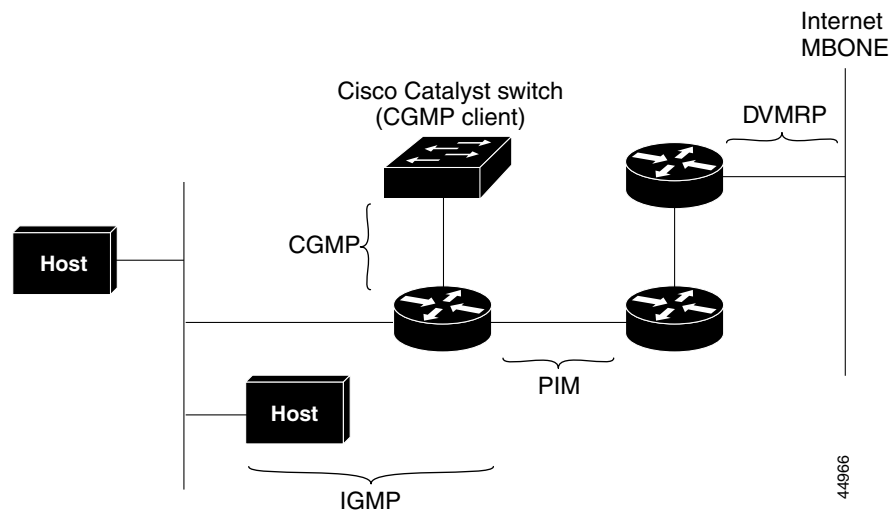 Internet
MBONE
Cisco Catalyst switch
(CGMP client)
DVMRP
CGMP
Host
PIM
Host
IGMP
44966